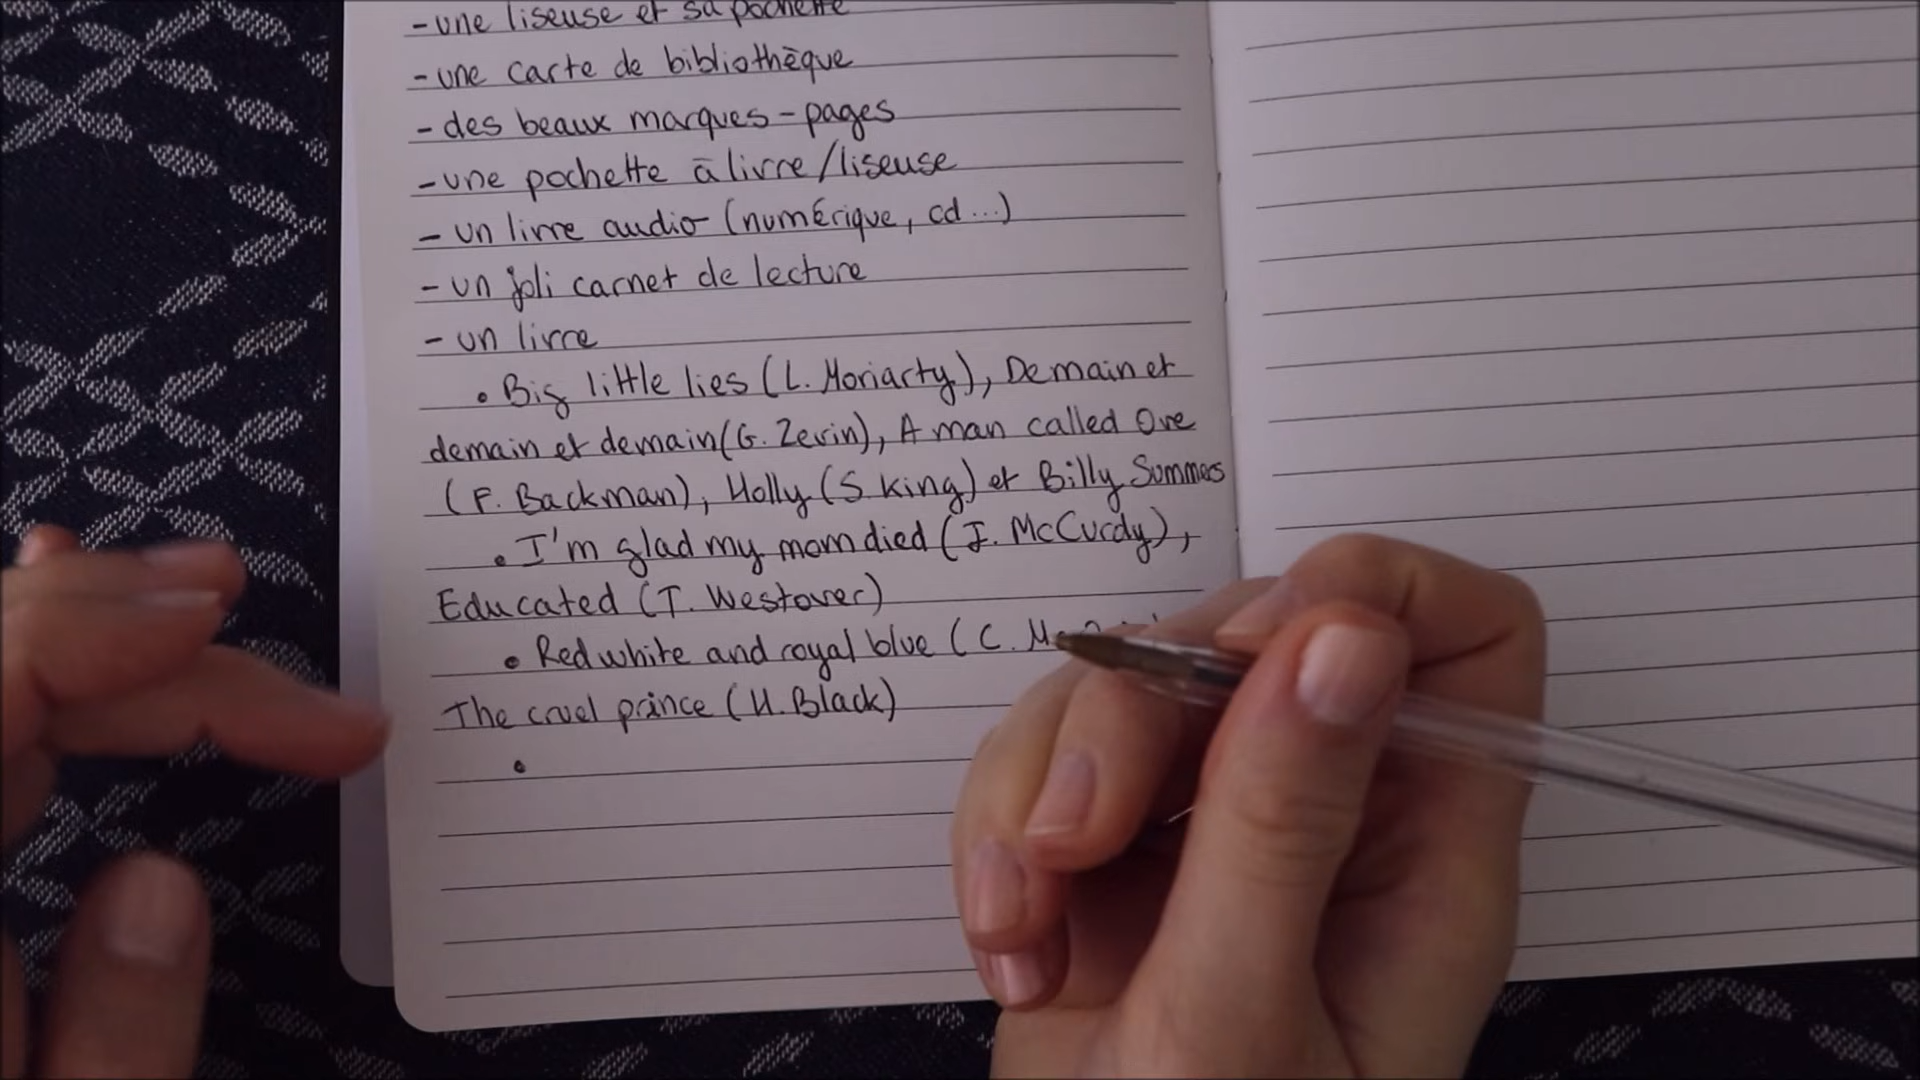 - une liseuse et sa pochette
- une carte de bibliothèque
- des beaux marques-pages
- une pochette à livre/liseuse
- un livre audio (numérique, cd...)
- un joli carnet de lecture
- un livre
• Big little lies (L. Moriarty), Demain et
demain et demain (G. Zevin), A man called Ove
(F. Backman), Holly (S. King) et Billy Summers
• I'm glad my mom died (J. McCurdy),
Educated (T. Westover)
• Red white and royal blue (C.
The cruel prince (H. Black)
•